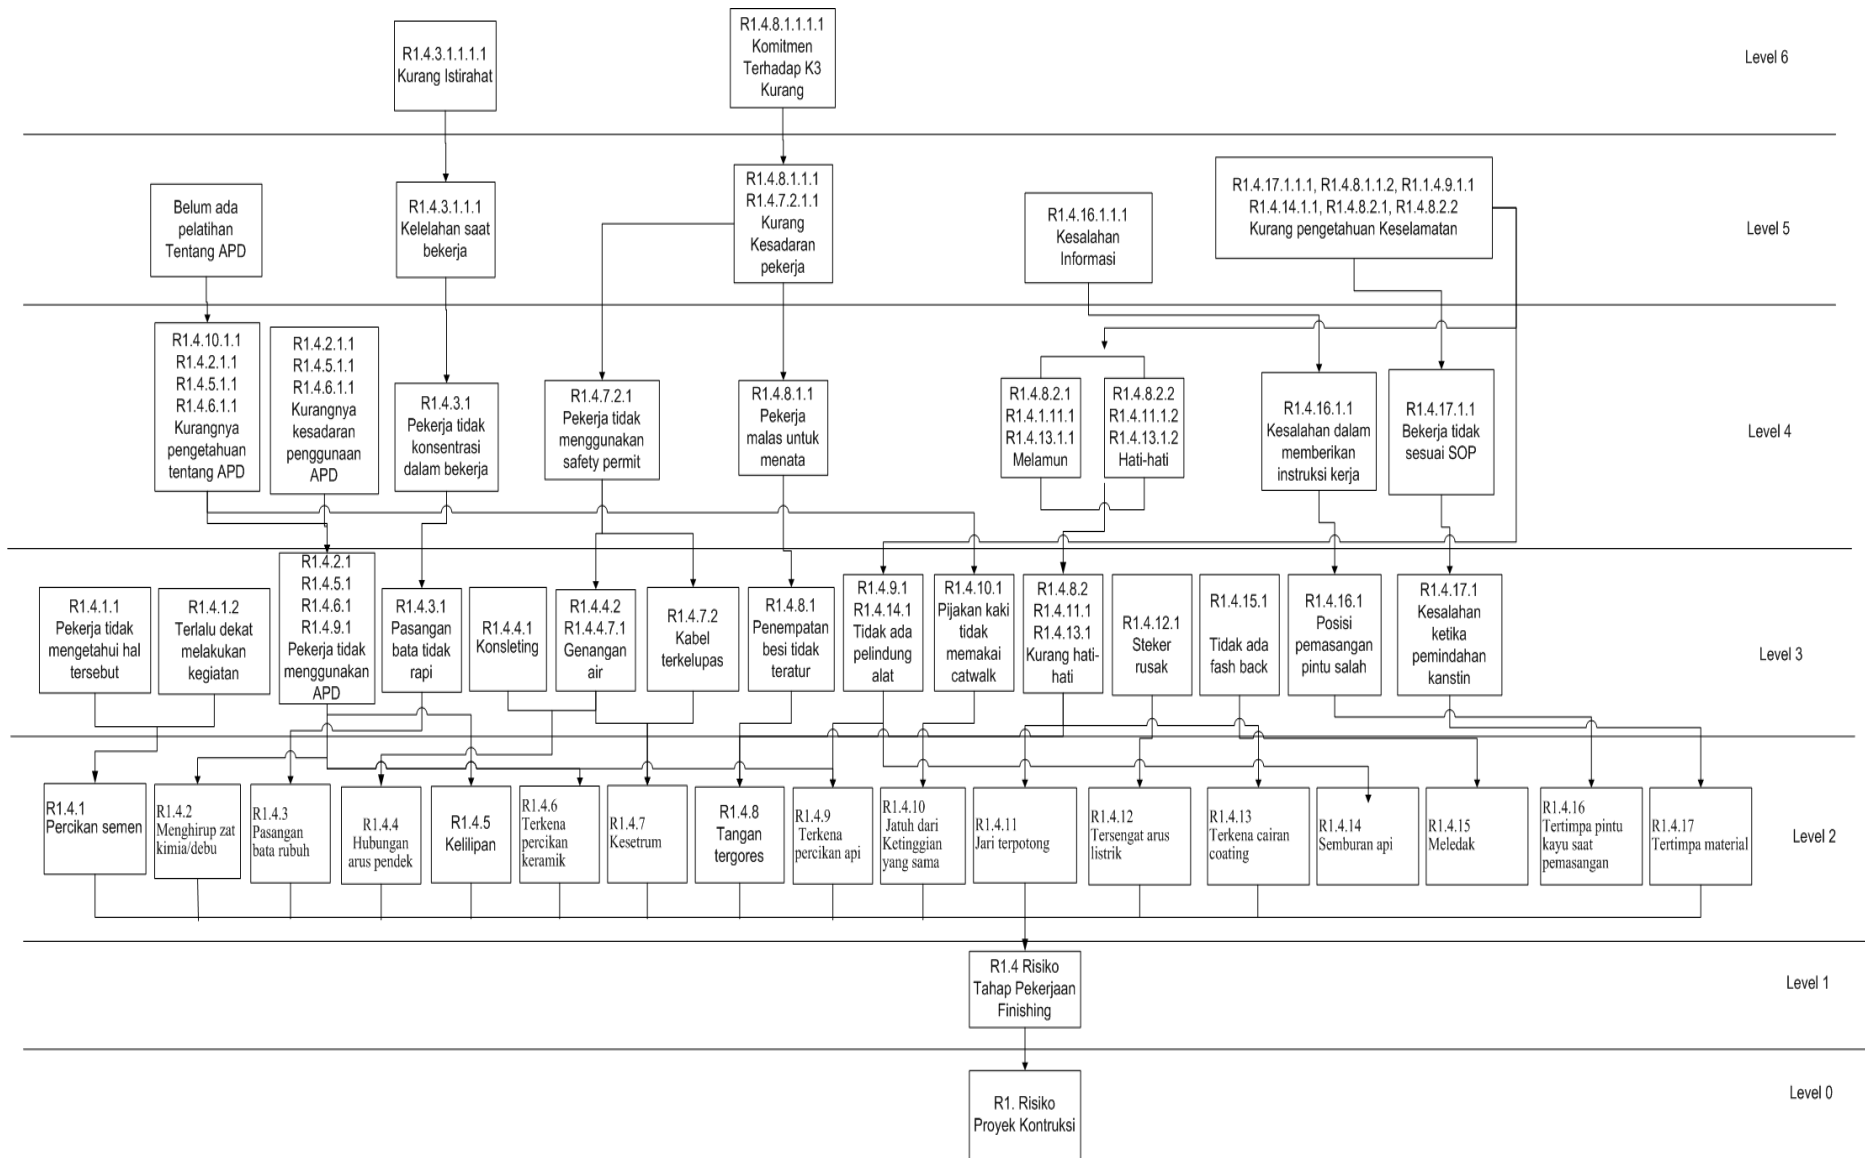 R1.4.3.1.1.1.1
Kurang Istirahat
R1.4.8.1.1.1.1
Komitmen
Terhadap K3
Kurang
Level 6
Belum ada
pelatihan
Tentang APD
R1.4.3.1.1.1
Kelelahan saat
bekerja
R1.4.8.1.1.1
R1.4.7.2.1.1
Kurang
Kesadaran
pekerja
R1.4.16.1.1.1
Kesalahan
Informasi
R1.4.17.1.1.1, R1.4.8.1.1.2, R1.1.4.9.1.1
R1.4.14.1.1, R1.4.8.2.1, R1.4.8.2.2
Kurang pengetahuan Keselamatan
Level 5
R1.4.10.1.1
R1.4.2.1.1
R1.4.5.1.1
R1.4.6.1.1
Kurangnya
pengetahuan
tentang APD
R1.4.2.1.1
R1.4.5.1.1
R1.4.6.1.1
Kurangnya
kesadaran
penggunaan
APD
R1.4.3.1
Pekerja tidak
konsentrasi
dalam bekerja
R1.4.7.2.1
Pekerja tidak
menggunakan
safety permit
R1.4.8.1.1
Pekerja
malas untuk
menata
R1.4.8.2.1
R1.4.1.11.1
R1.4.13.1.1
Melamun
R1.4.8.2.2
R1.4.11.1.2
R1.4.13.1.2
Hati-hati
R1.4.16.1.1
Kesalahan dalam
memberikan
instruksi kerja
R1.4.17.1.1
Bekerja tidak
sesuai SOP
Level 4
R1.4.1.1
Pekerja tidak
mengetahui hal
tersebut
R1.4.1.2
Terlalu dekat
melakukan
kegiatan
R1.4.2.1
R1.4.5.1
R1.4.6.1
R1.4.9.1
Pekerja tidak
menggunakan
APD
R1.4.3.1
Pasangan
bata tidak
rapi
R1.4.4.1
Konsleting
R1.4.4.2
R1.4.4.7.1
Genangan
air
R1.4.7.2
Kabel
terkelupas
R1.4.8.1
Penempatan
besi tidak
teratur
R1.4.9.1
R1.4.14.1
Tidak ada
pelindung
alat
R1.4.10.1
Pijakan kaki
tidak
memakai
catwalk
R1.4.8.2
R1.4.11.1
R1.4.13.1
Kurang hati-
hati
R1.4.12.1
Steker
rusak
R1.4.15.1
Tidak ada
fash back
R1.4.16.1
Posisi
pemasangan
pintu salah
R1.4.17.1
Kesalahan
ketika
pemindahan
kanstin
Level 3
R1.4.1
Percikan semen
R1.4.2
Menghirup zat
kimia/debu
R1.4.3
Pasangan
bata rubuh
R1.4.4
Hubungan
arus pendek
R1.4.5
Kelilipan
R1.4.6
Terkena
percikan
keramik
R1.4.7
Kesetrum
R1.4.8
Tangan
tergores
R1.4.9
Terkena
percikan api
R1.4.10
Jatuh dari
Ketinggian
yang sama
R1.4.11
Jari terpotong
R1.4.12
Tersengat arus
listrik
R1.4.13
Terkena cairan
coating
R1.4.14
Semburan api
R1.4.15
Meledak
R1.4.16
Tertimpa pintu
kayu saat
pemasangan
R1.4.17
Tertimpa material
Level 2
R1.4 Risiko
Tahap Pekerjaan
Finishing
Level 1
R1. Risiko
Proyek Kontruksi
Level 0